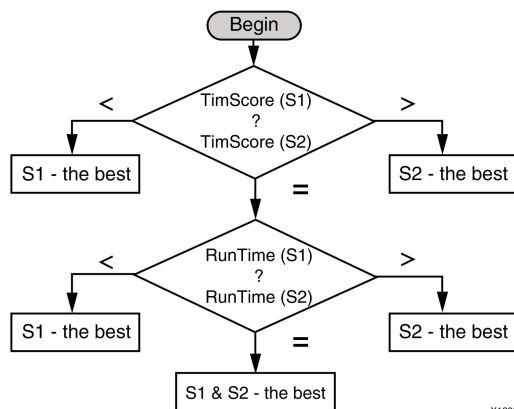 Begin
TimScore (S1)
<
>
?
TimScore (S2)
S1 - the best
S2 - the best
=
RunTime (S1)
<
>
?
RunTime (S2)
S1 - the best
S2 - the best
=
S1 & S2 - the best